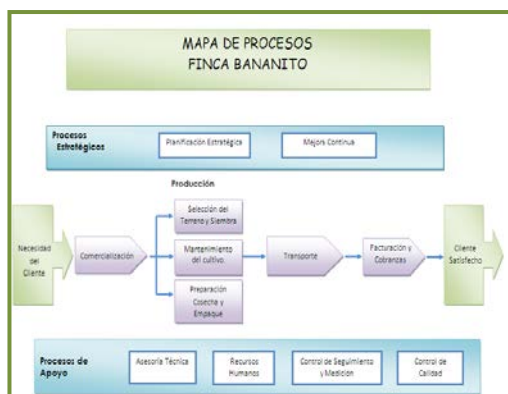 MAPA DE PROCESOS
FINCA BANANITO
Procesos
Estratégicos
Planificación Estratégica
Mejora Continua
Producción
Necesidad
del
Cliente
Comercialización
Selección del
Terreno y Siembra
Mantenimiento
del cultivo
Preparación
Cosecha y
Empaque
Transporte
Facturación y
Cobranzas
Cliente
Satisfecho
Procesos de
Apoyo
Asesoría Técnica
Recursos
Humanos
Control de Seguimiento
y Medicion
Control de
Calidad